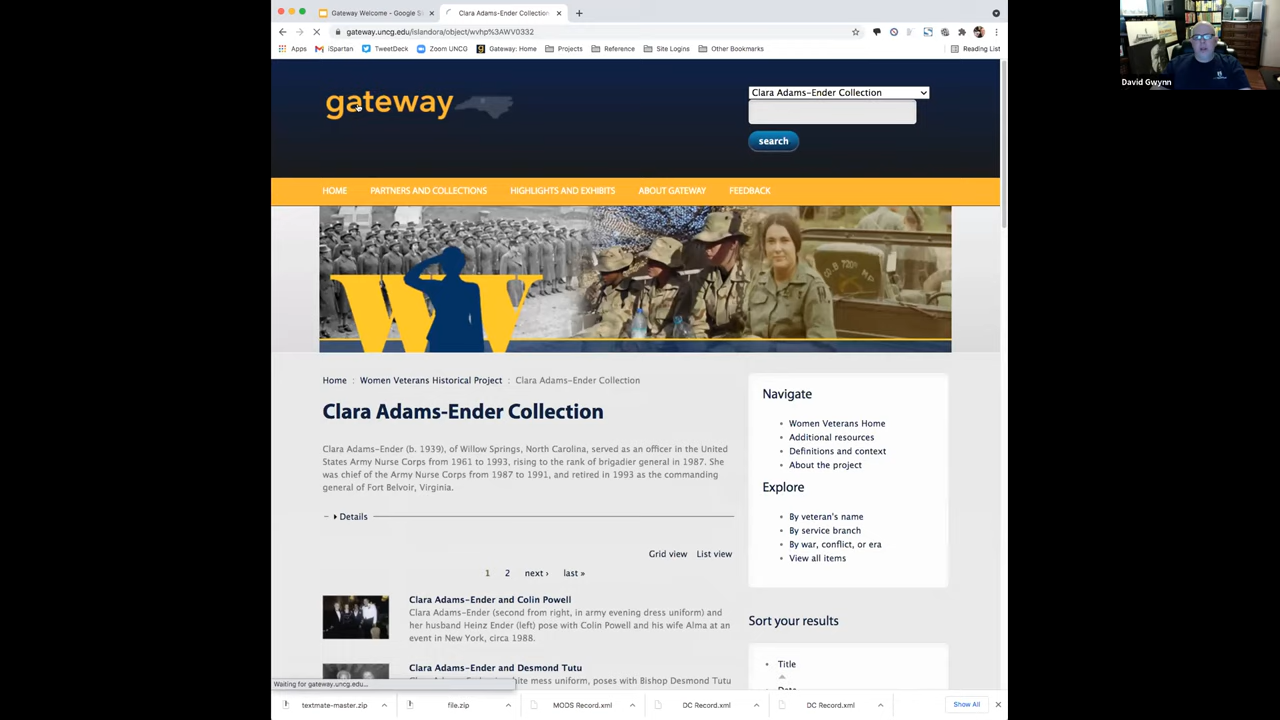 Gateway Welcome - Google Sl
Clara Adams-Ender Collection
gateway.uncg.edu/islandora/object/wvhp%3AWV0332
Apps
iSpartan
TweetDeck
Zoom UNCG
Gateway: Home
Projects
Reference
Site Logins
Other Bookmarks
Reading List
David Gwynn
gateway
Clara Adams-Ender Collection
search
HOME
PARTNERS AND COLLECTIONS
HIGHLIGHTS AND EXHIBITS
ABOUT GATEWAY
FEEDBACK
WV
Home : Women Veterans Historical Project : Clara Adams-Ender Collection
Clara Adams-Ender Collection
Clara Adams-Ender (b. 1939), of Willow Springs, North Carolina, served as an officer in the United
States Army Nurse Corps from 1961 to 1993, rising to the rank of brigadier general in 1987. She
was chief of the Army Nurse Corps from 1987 to 1991, and retired in 1993 as the commanding
general of Fort Belvoir, Virginia.
Details
Grid view List view
1 2 next › last »
Clara Adams-Ender and Colin Powell
Clara Adams-Ender (second from right, in army evening dress uniform) and
her husband Heinz Ender (left) pose with Colin Powell and his wife Alma at an
event in New York, circa 1988.
Clara Adams-Ender and Desmond Tutu
mess uniform, poses with Bishop Desmond Tutu
Navigate
Women Veterans Home
Additional resources
Definitions and context
About the project
Explore
By veteran's name
By service branch
By war, conflict, or era
View all items
Sort your results
Title
Date
Waiting for gateway.uncg.edu...
textmate-master.zip
file.zip
MODS Record.xml
DC Record.xml
DC Record.xml
Show All